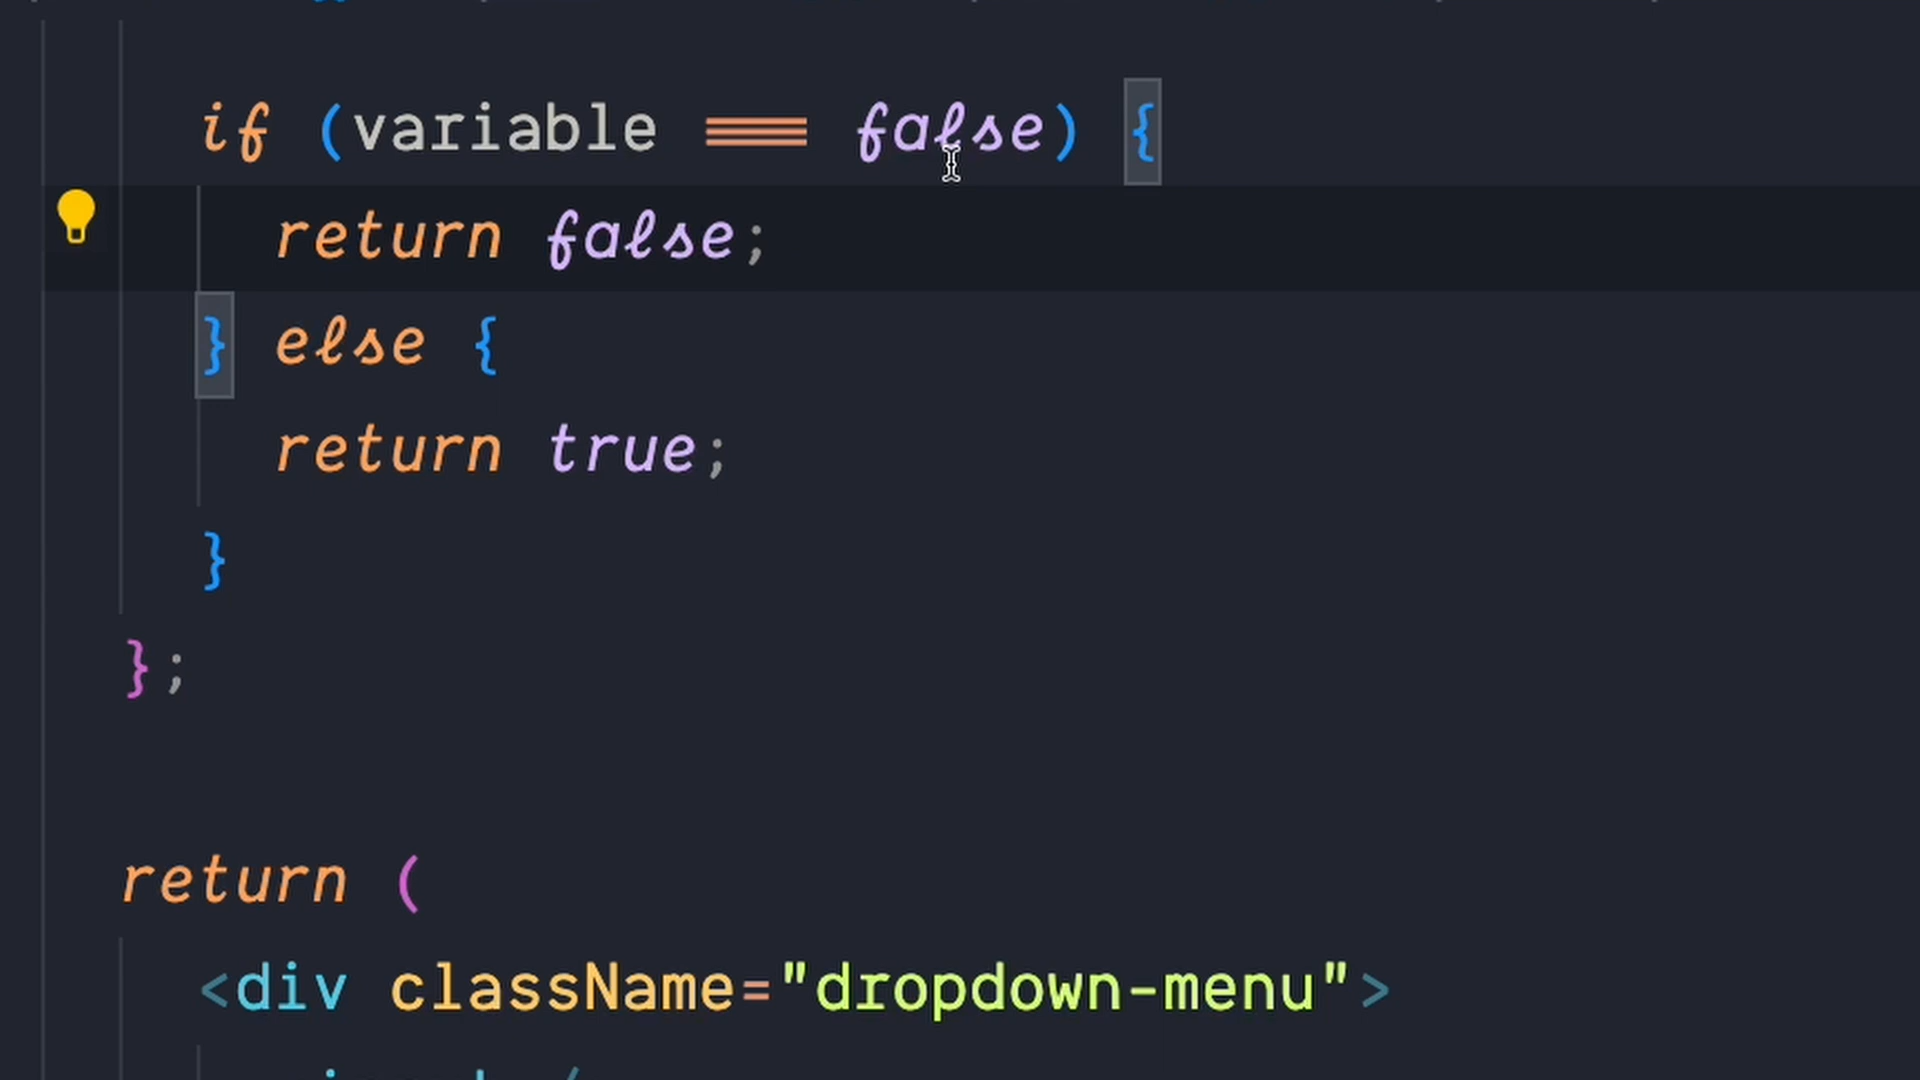 if (variable === false) {
return false;
} else {
return true;
}
};
return (
<div className="dropdown-menu">